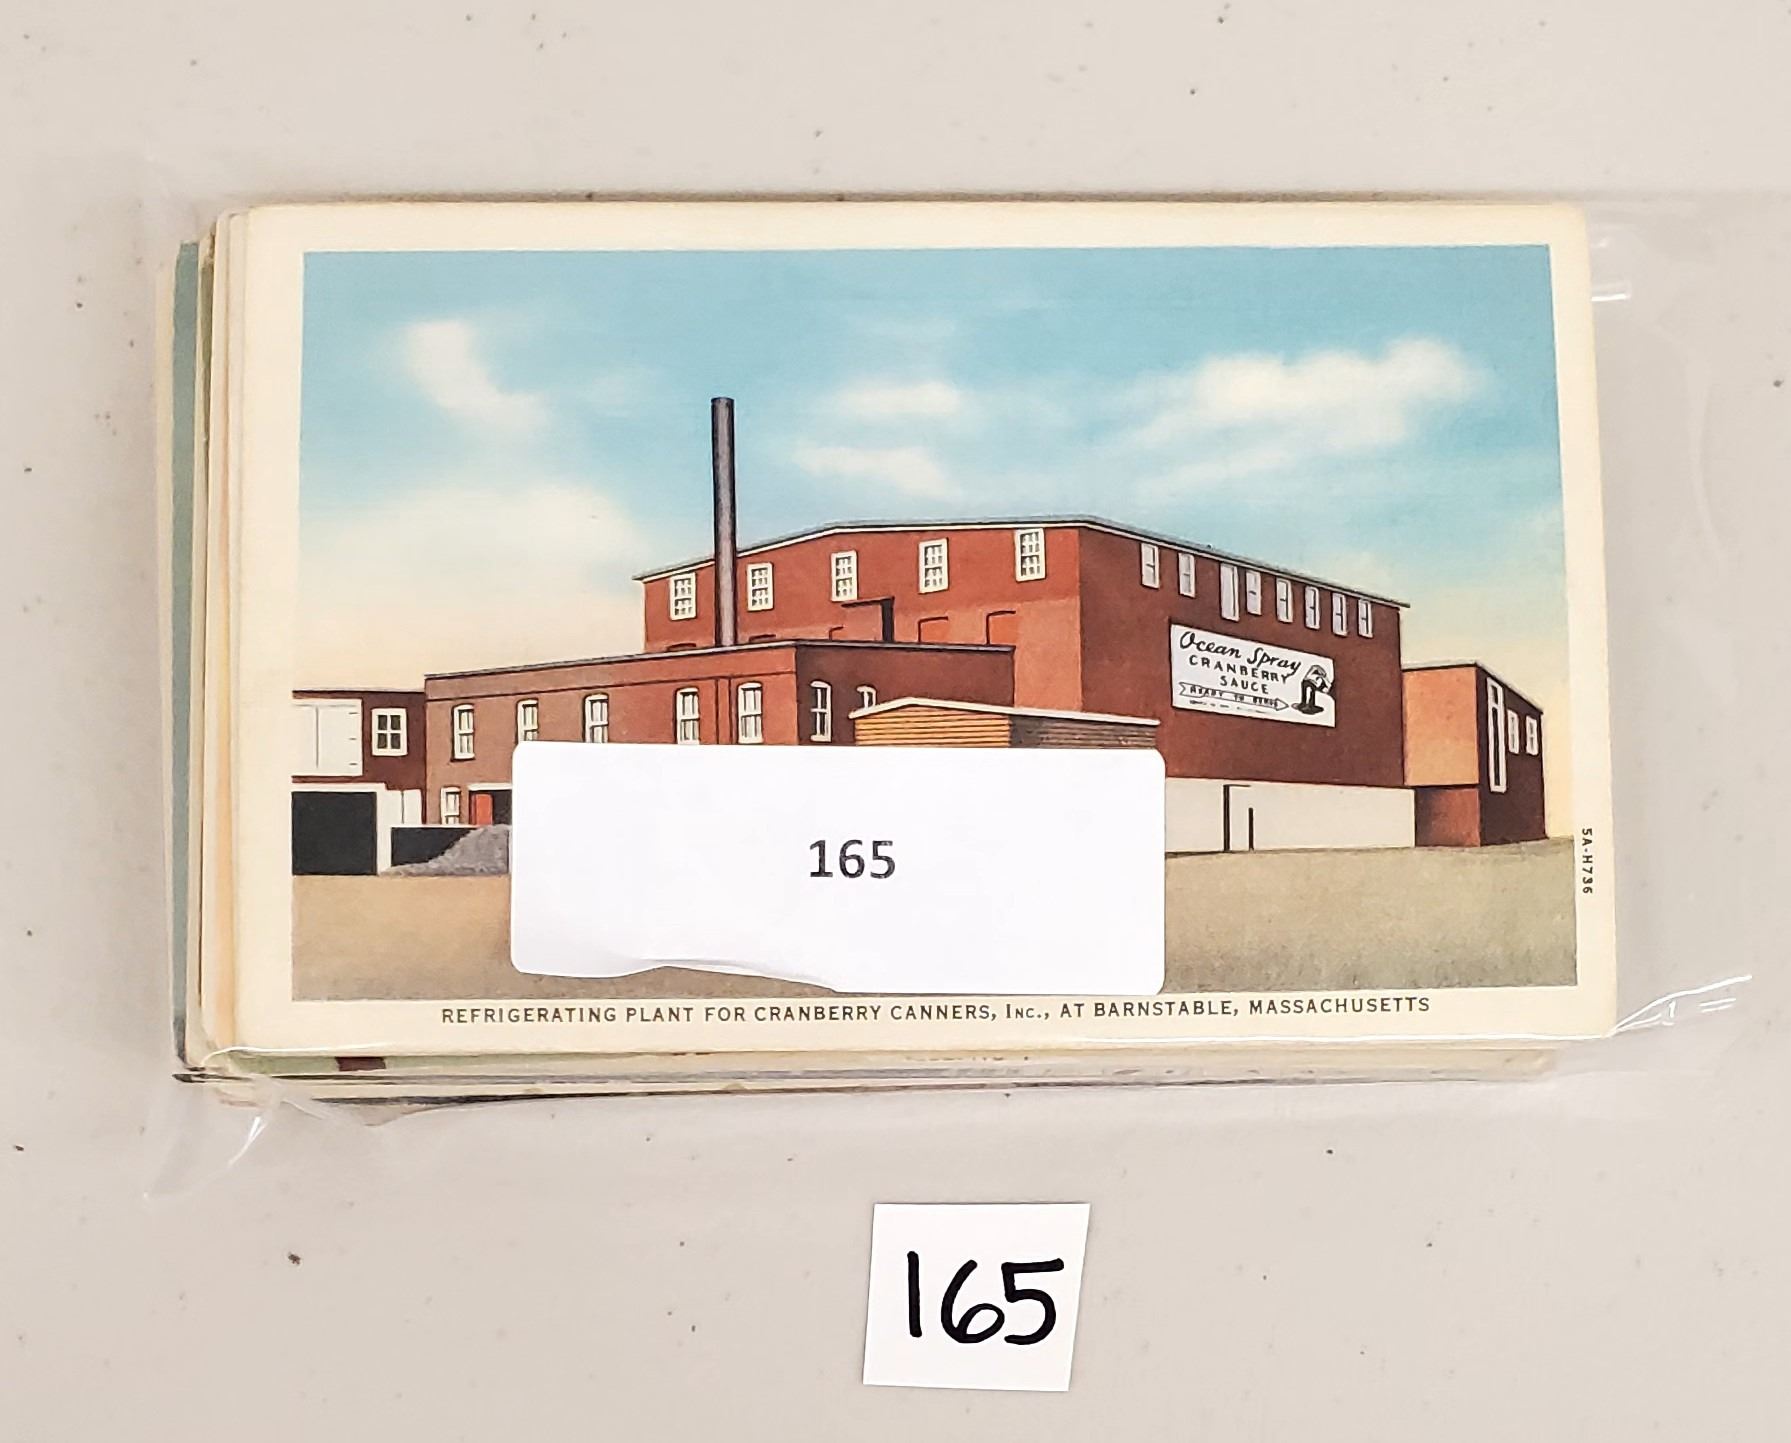 Ocean Spray
CRANBERRY
SAUCE
READY TO SERVE
165
5A-H736
REFRIGERATING PLANT FOR CRANBERRY CANNERS, INC., AT BARNSTABLE, MASSACHUSETTS
165